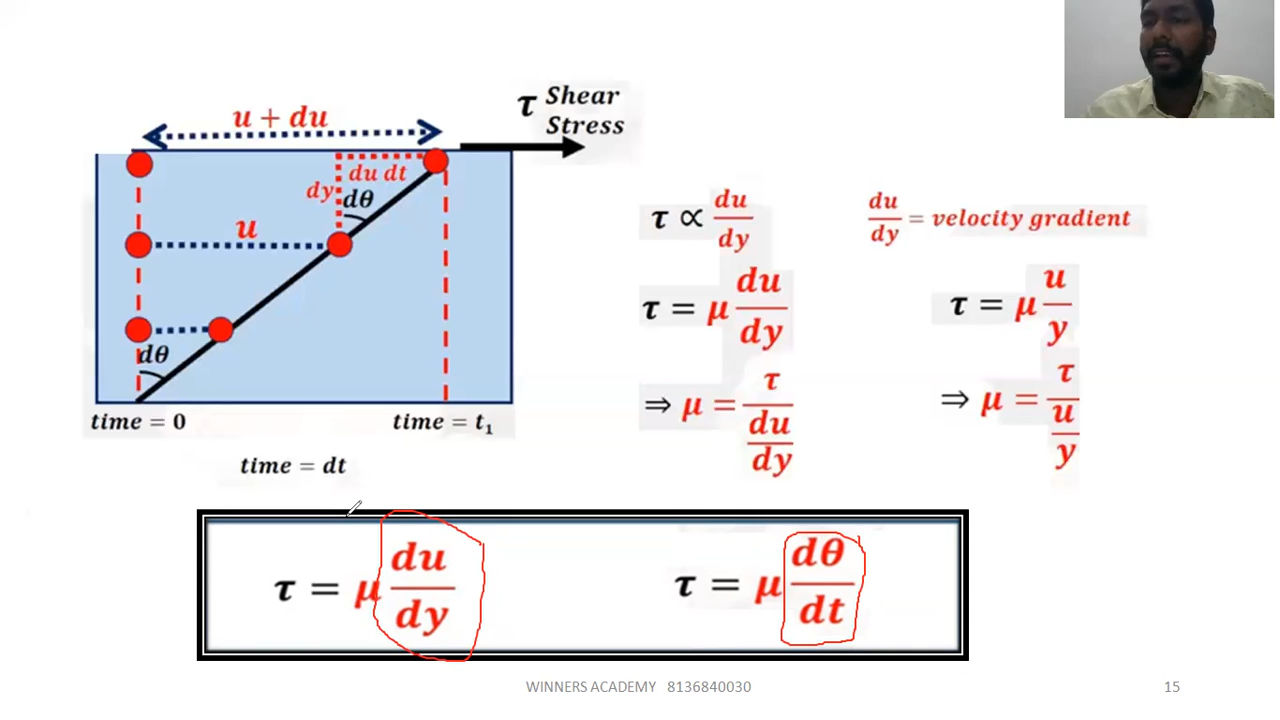 u + du
τ Shear
Stress
du dt
dy
dθ
u
dθ
time = 0
time = t₁
time = dt
τ ∝ du/dy
du/dy = velocity gradient
τ = μ du/dy
τ = μ u/y
⇒ μ = τ/(du/dy)
⇒ μ = τ/(u/y)
τ = μ du/dy
τ = μ dθ/dt
WINNERS ACADEMY 8136840030
15